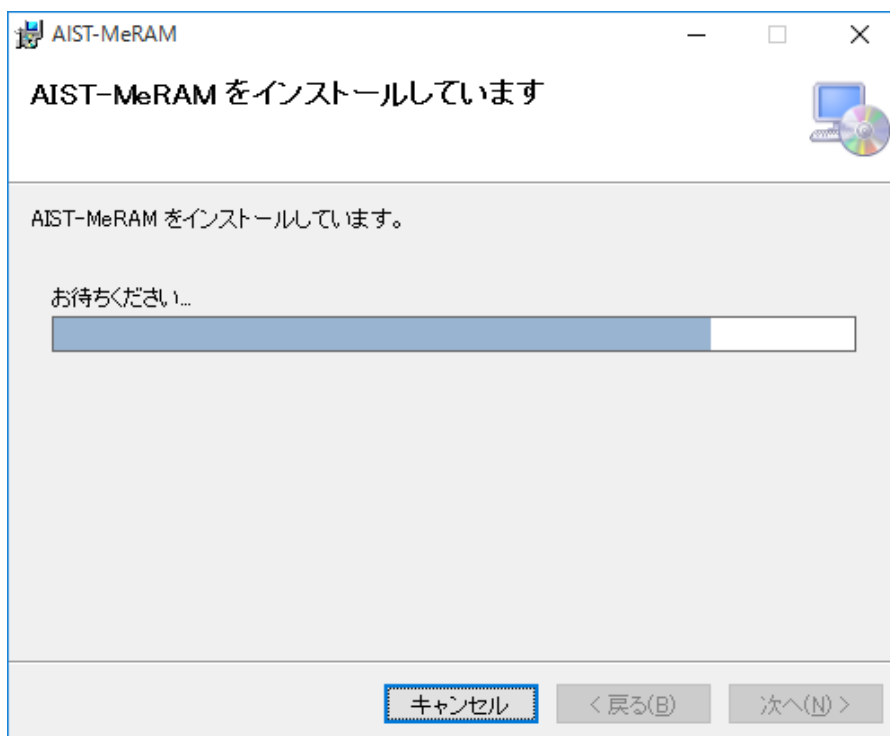 AIST-MeRAM
AIST-MeRAM をインストールしています
AIST-MeRAM をインストールしています。
お待ちください...
キャンセル
< 戻る(B)
次へ(N) >